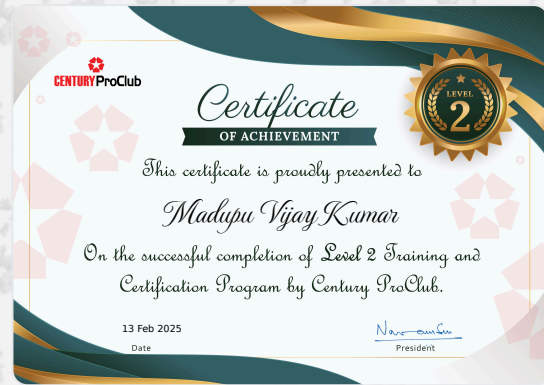 CENTURY ProClub
LEVEL
2
Certificate
OF ACHIEVEMENT
This certificate is proudly presented to
Madupu Vijay Kumar
On the successful completion of Level 2 Training and
Certification Program by Century ProClub.
13 Feb 2025
Date
President